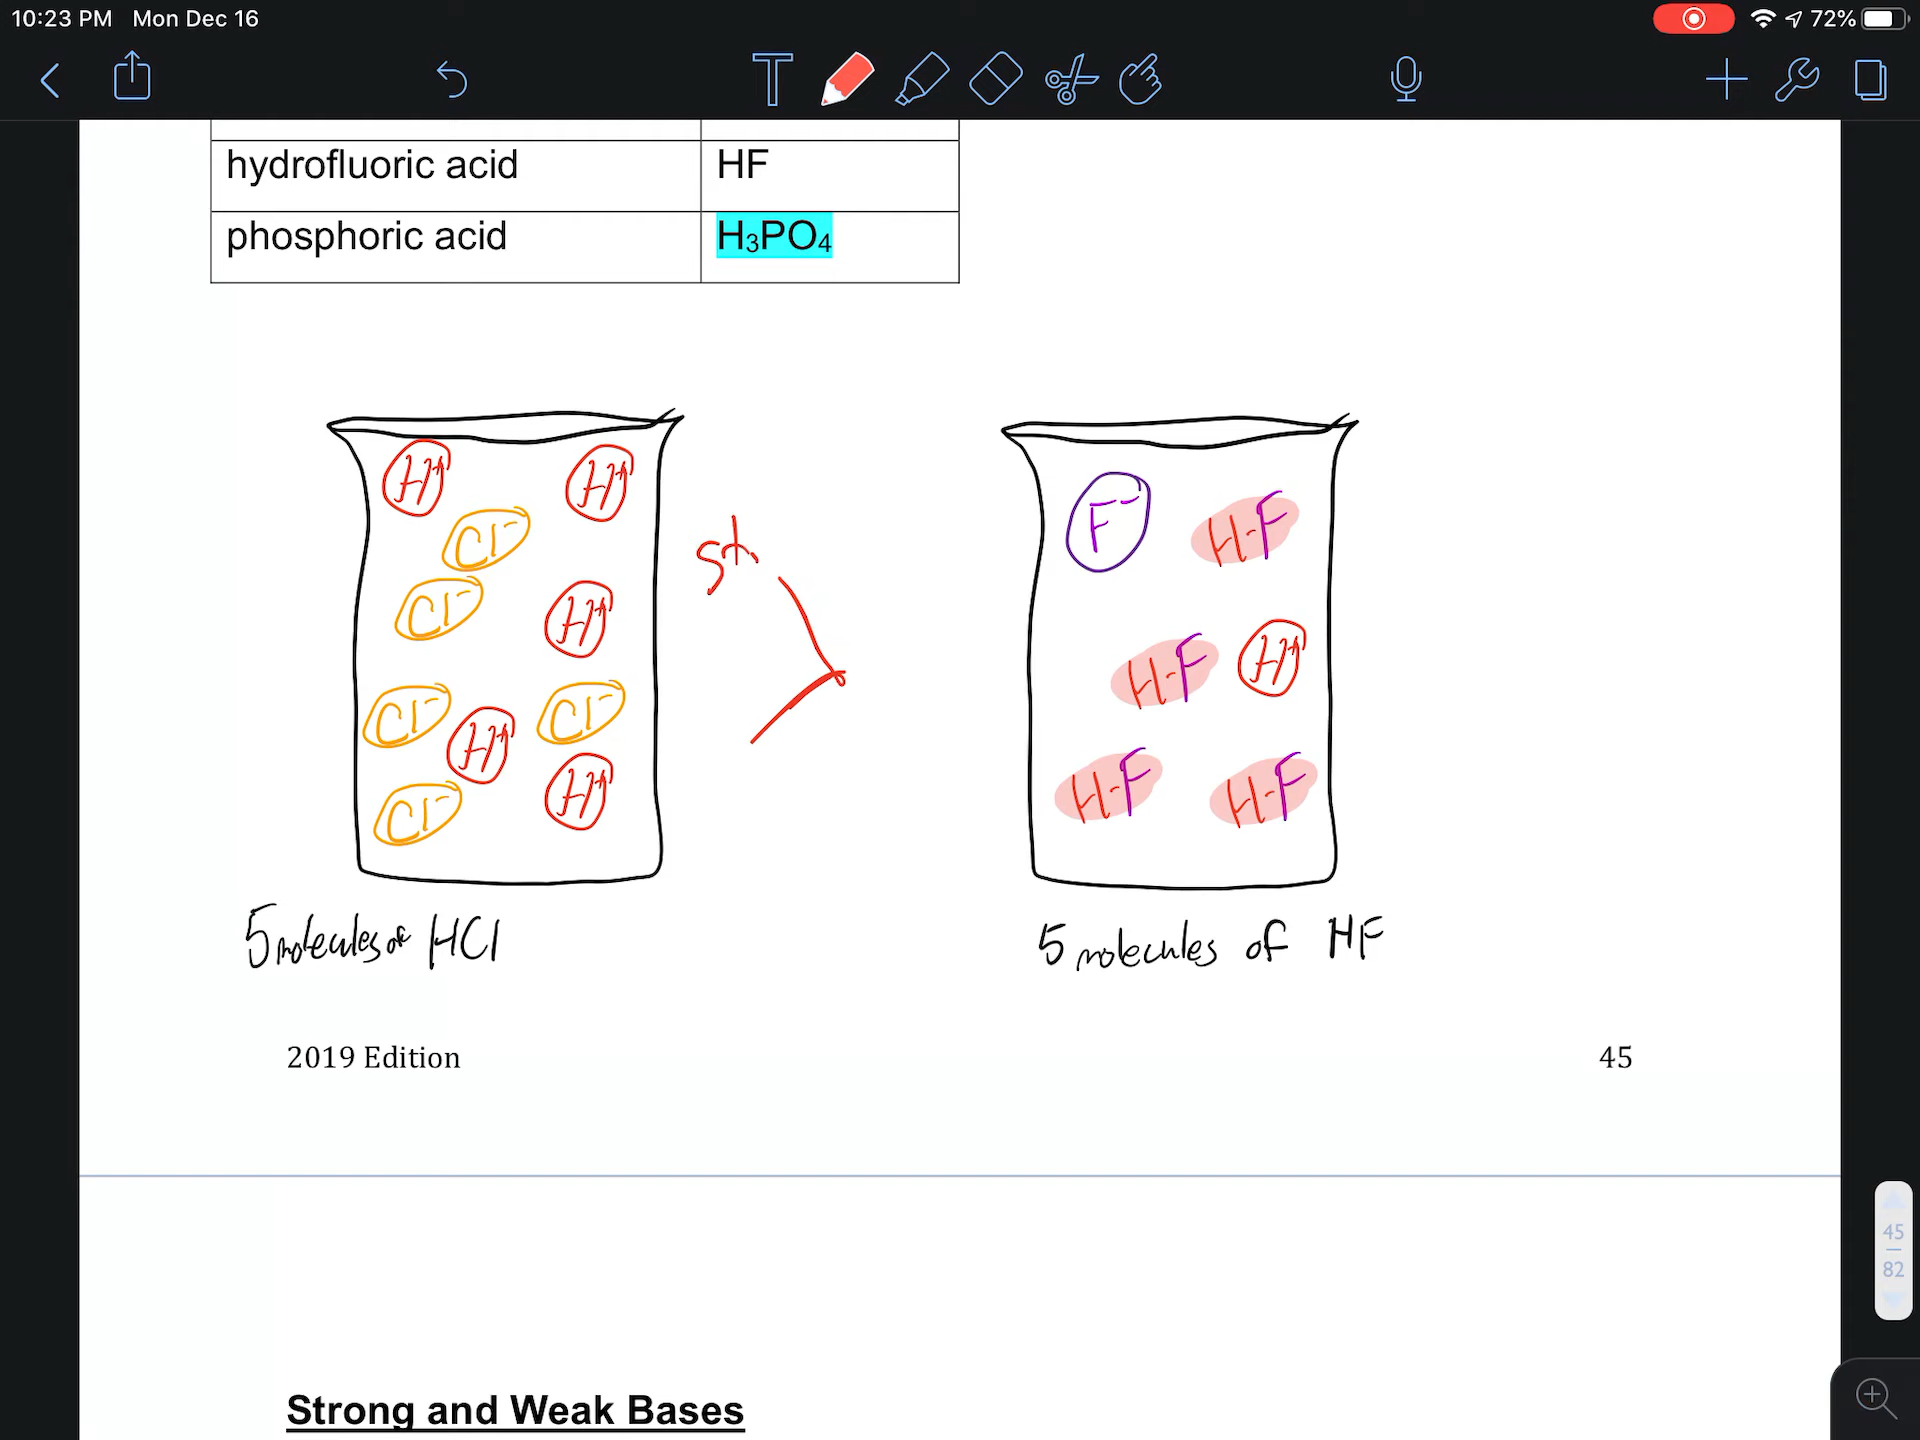 10:23 PM Mon Dec 16
72%
hydrofluoric acid HF
phosphoric acid H₃PO₄
H⁺ H⁺
Cl⁻
Cl⁻ H⁺
Cl⁻ H⁺ Cl⁻
Cl⁻ H⁺
st.
F⁻ H-F
H-F H⁺
H-F H-F
5 molecules of HCl
5 molecules of HF
2019 Edition 45
45
82
Strong and Weak Bases